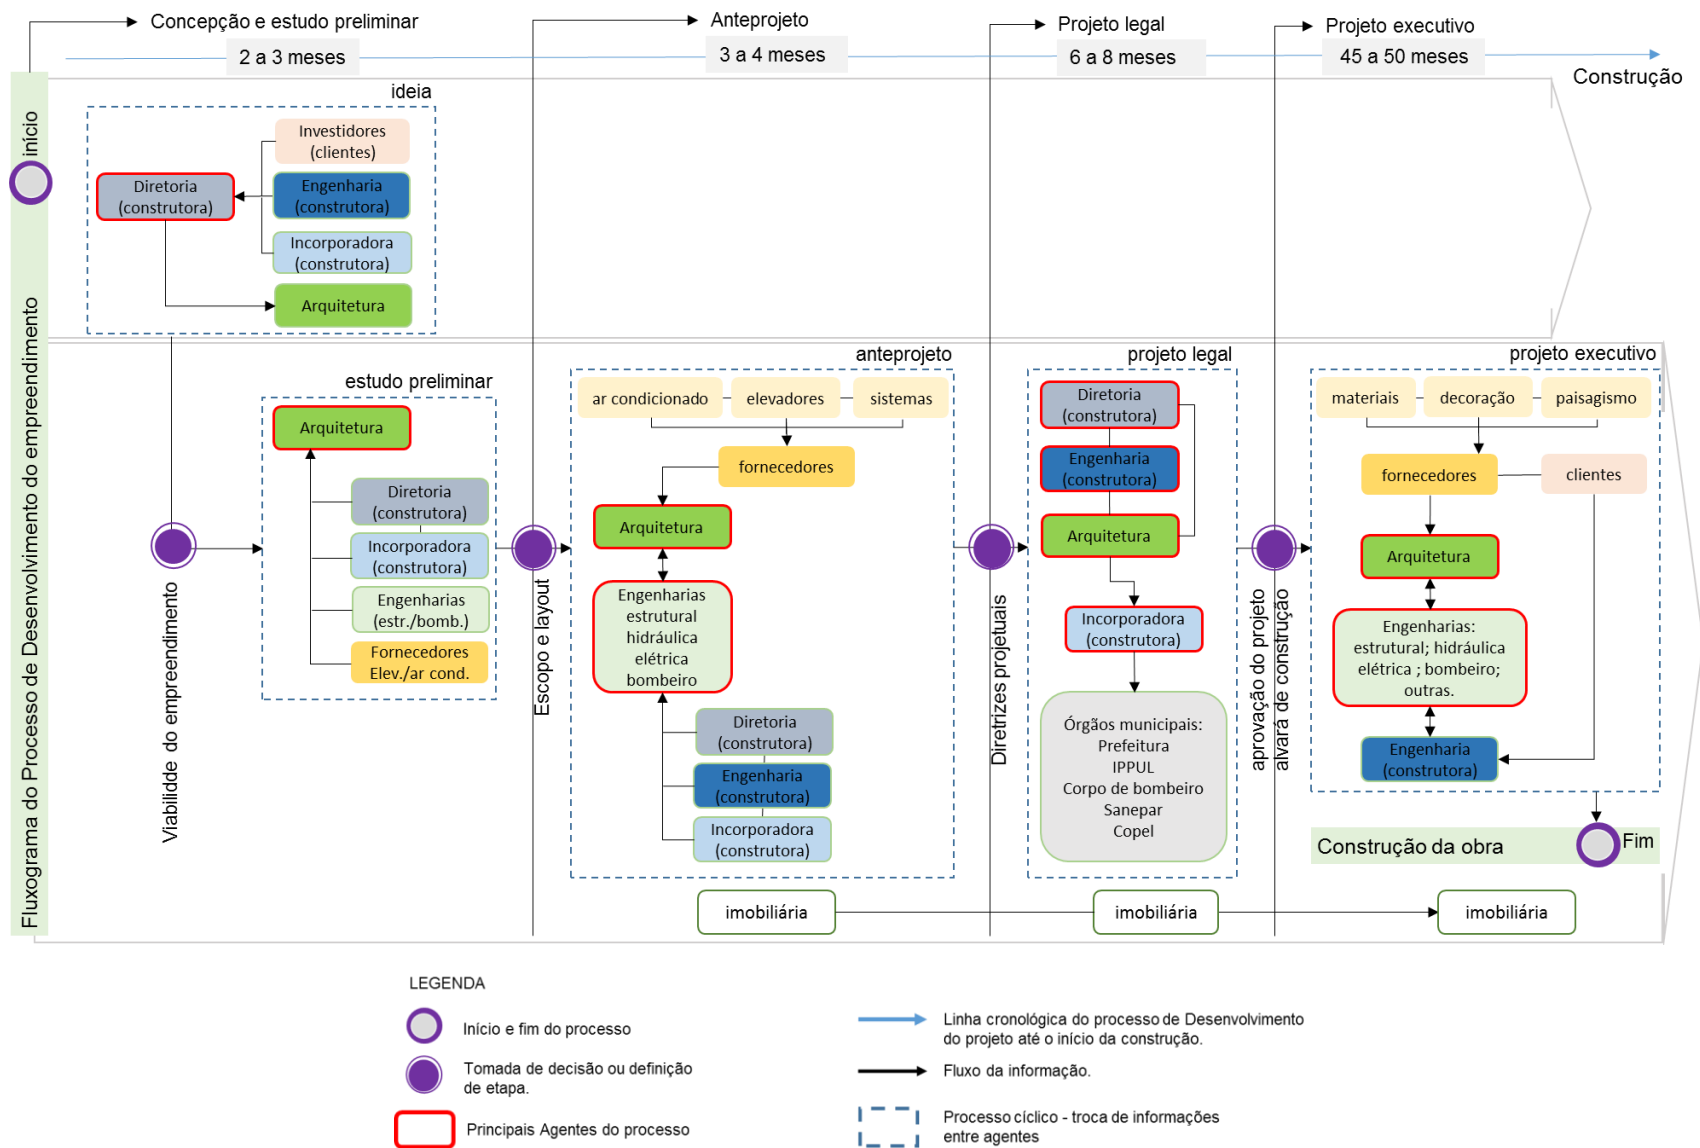 Concepção e estudo preliminar
2 a 3 meses
Anteprojeto
3 a 4 meses
Projeto legal
6 a 8 meses
Projeto executivo
45 a 50 meses
Construção
Fluxograma do Processo de Desenvolvimento do empreendimento
início
ideia
Investidores
(clientes)
Diretoria
(construtora)
Engenharia
(construtora)
Incorporadora
(construtora)
Arquitetura
Viabilidde do empreendimento
estudo preliminar
Arquitetura
Diretoria
(construtora)
Incorporadora
(construtora)
Engenharias
(estr./bomb.)
Fornecedores
Elev./ar cond.
Escopo e layout
anteprojeto
ar condicionado
elevadores
sistemas
fornecedores
Arquitetura
Engenharias
estrutural
hidráulica
elétrica
bombeiro
Diretoria
(construtora)
Engenharia
(construtora)
Incorporadora
(construtora)
imobiliária
Diretrizes projetuais
projeto legal
Diretoria
(construtora)
Engenharia
(construtora)
Arquitetura
Incorporadora
(construtora)
Órgãos municipais:
Prefeitura
IPPUL
Corpo de bombeiro
Sanepar
Copel
imobiliária
aprovação do projeto
alvará de construção
projeto executivo
materiais
decoração
paisagismo
fornecedores
clientes
Arquitetura
Engenharias:
estrutural; hidráulica
elétrica ; bombeiro;
outras.
Engenharia
(construtora)
Construção da obra
Fim
imobiliária
LEGENDA
Início e fim do processo
Tomada de decisão ou definição
de etapa.
Principais Agentes do processo
Linha cronológica do processo de Desenvolvimento
do projeto até o início da construção.
Fluxo da informação.
Processo cíclico - troca de informações
entre agentes